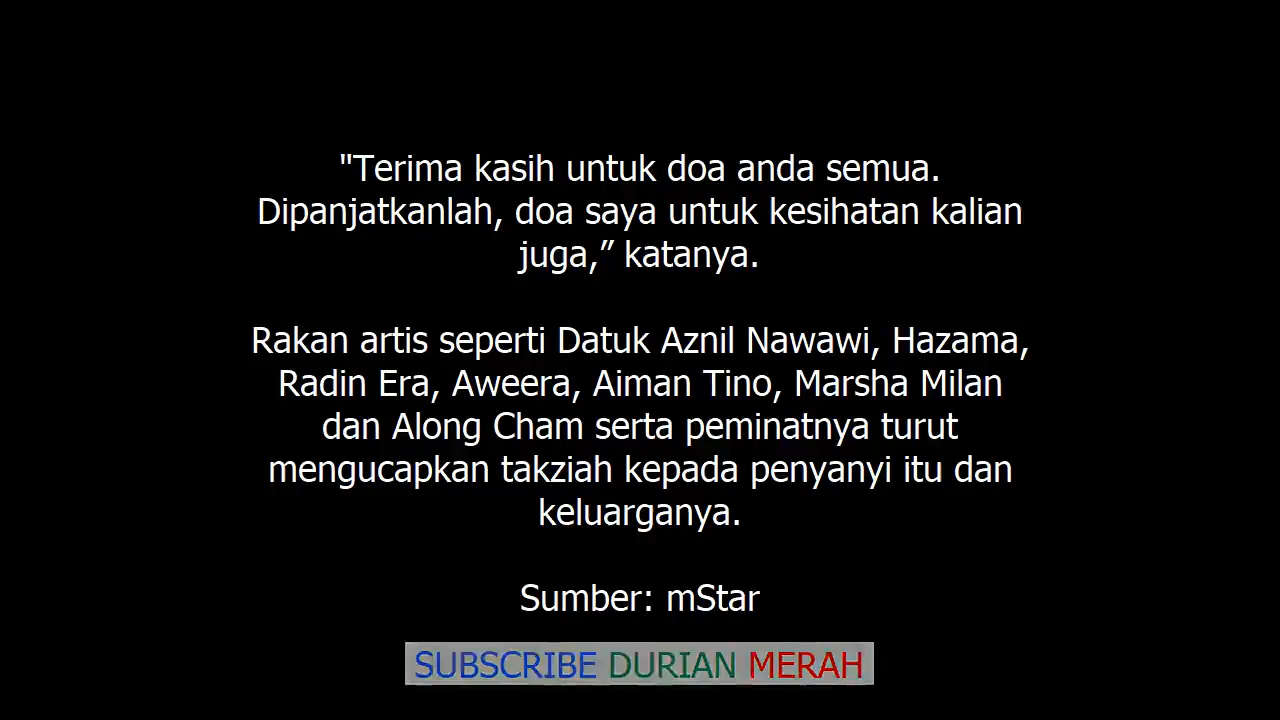 "Terima kasih untuk doa anda semua.
Dipanjatkanlah, doa saya untuk kesihatan kalian
juga,” katanya.
Rakan artis seperti Datuk Aznil Nawawi, Hazama,
Radin Era, Aweera, Aiman Tino, Marsha Milan
dan Along Cham serta peminatnya turut
mengucapkan takziah kepada penyanyi itu dan
keluarganya.
Sumber: mStar
SUBSCRIBE DURIAN MERAH